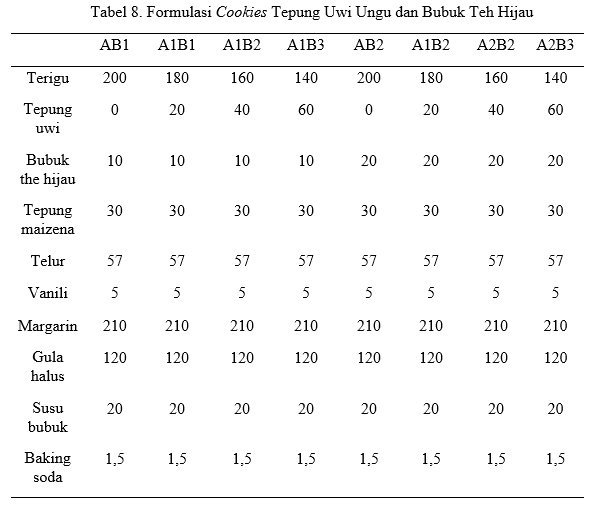 Tabel 8. Formulasi Cookies Tepung Uwi Ungu dan Bubuk Teh Hijau
AB1 A1B1 A1B2 A1B3 AB2 A1B2 A2B2 A2B3
Terigu 200 180 160 140 200 180 160 140
Tepung
uwi 0 20 40 60 0 20 40 60
Bubuk
the hijau 10 10 10 10 20 20 20 20
Tepung
maizena 30 30 30 30 30 30 30 30
Telur 57 57 57 57 57 57 57 57
Vanili 5 5 5 5 5 5 5 5
Margarin 210 210 210 210 210 210 210 210
Gula
halus 120 120 120 120 120 120 120 120
Susu
bubuk 20 20 20 20 20 20 20 20
Baking
soda 1,5 1,5 1,5 1,5 1,5 1,5 1,5 1,5